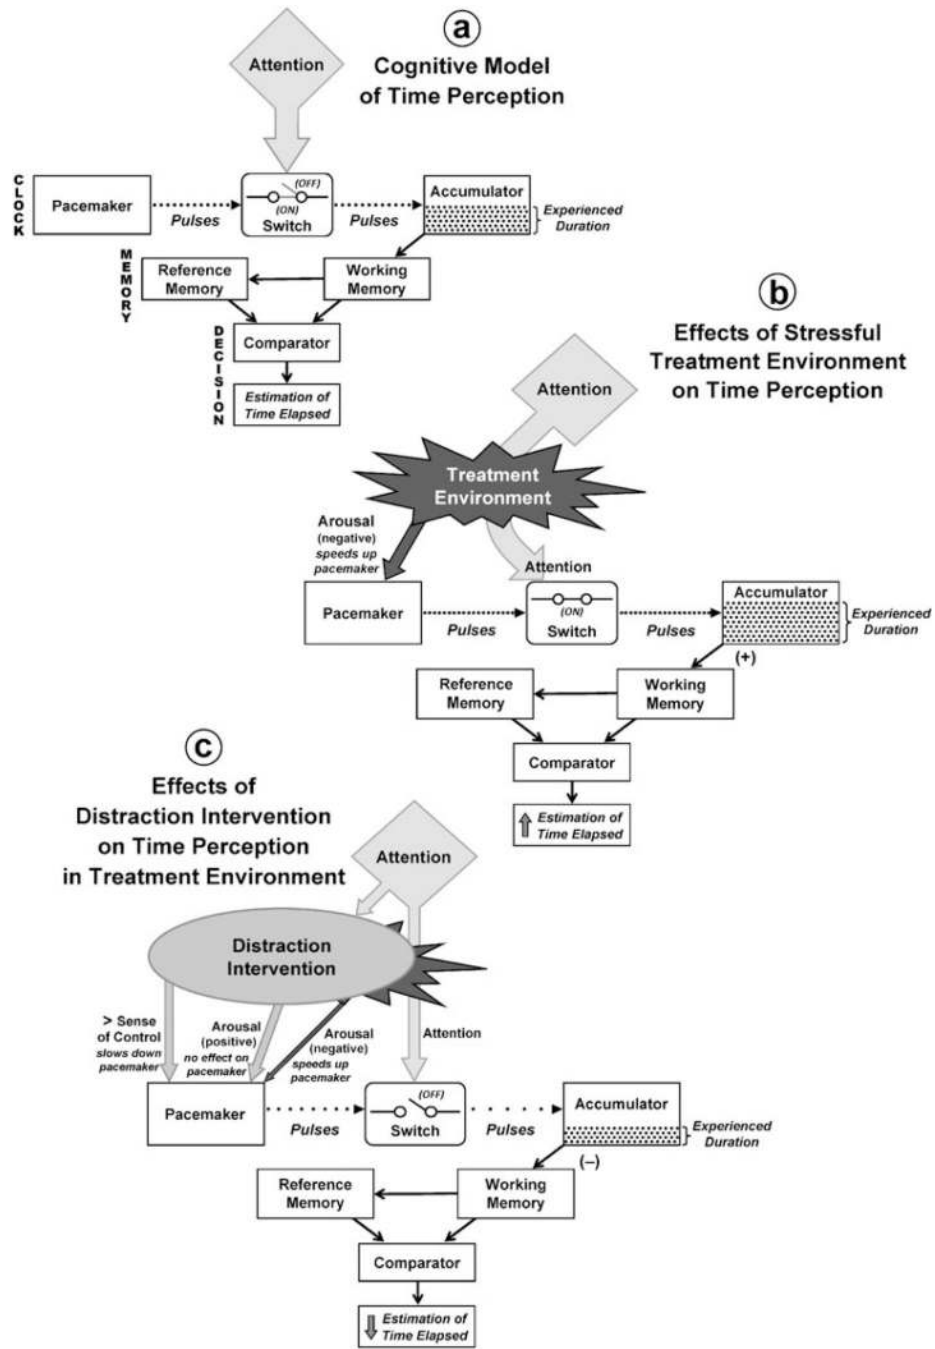 a
Cognitive Model
of Time Perception
Attention
CLOCK
Pacemaker
Pulses
(OFF)
(ON)
Switch
Pulses
Accumulator
Experienced
Duration
MEMORY
Reference
Memory
Working
Memory
DECISION
Comparator
Estimation of
Time Elapsed
b
Effects of Stressful
Treatment Environment
on Time Perception
Attention
Treatment
Environment
Arousal
(negative)
speeds up
pacemaker
Attention
Pacemaker
Pulses
(ON)
Switch
Pulses
Accumulator
Experienced
Duration
(+)
Reference
Memory
Working
Memory
Comparator
Estimation of
Time Elapsed
c
Effects of
Distraction Intervention
on Time Perception
in Treatment Environment
Attention
Distraction
Intervention
> Sense
of Control
slows down
pacemaker
Arousal
(positive)
no effect on
pacemaker
Arousal
(negative)
speeds up
pacemaker
Attention
Pacemaker
Pulses
(OFF)
Switch
Pulses
Accumulator
Experienced
Duration
(–)
Reference
Memory
Working
Memory
Comparator
Estimation of
Time Elapsed